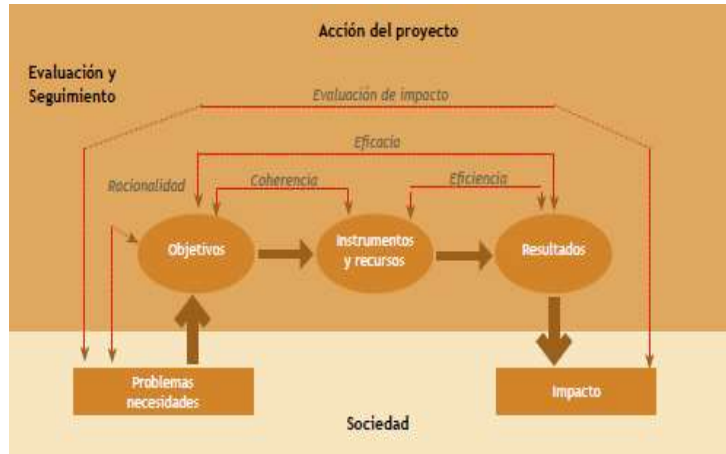 Acción del proyecto
Evaluación y
Seguimiento
Evaluación de impacto
Eficacia
Racionalidad
Coherencia
Eficiencia
Objetivos
Instrumentos
y recursos
Resultados
Problemas
necesidades
Impacto
Sociedad